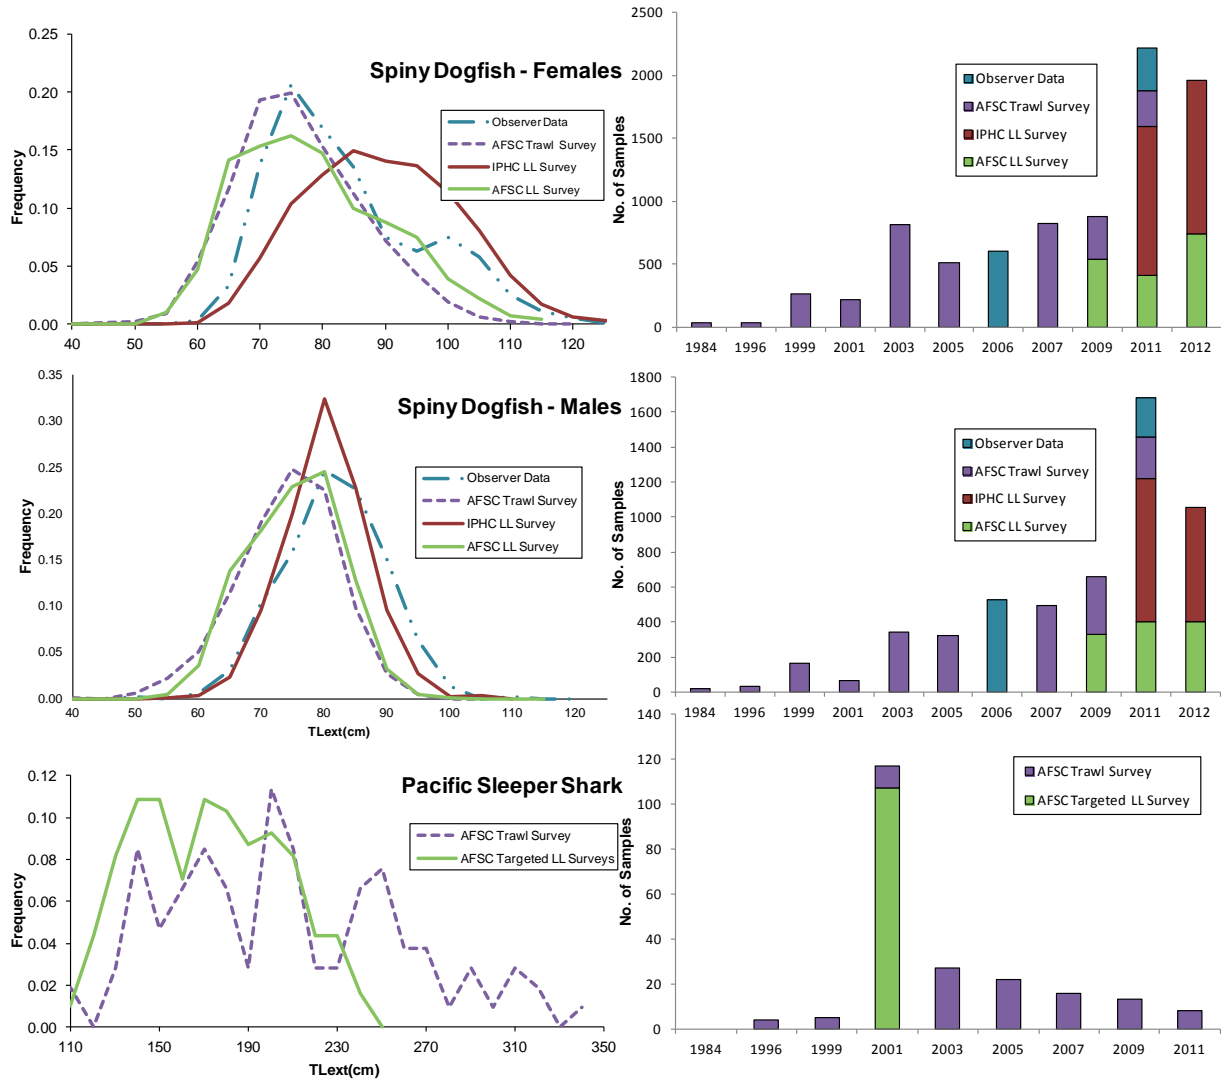 Spiny Dogfish - Females
Frequency
0.25
0.20
0.15
0.10
0.05
0.00
Observer Data
AFSC Trawl Survey
IPHC LL Survey
AFSC LL Survey
40 50 60 70 80 90 100 110 120
No. of Samples
2500
2000
1500
1000
500
0
Observer Data
AFSC Trawl Survey
IPHC LL Survey
AFSC LL Survey
1984 1996 1999 2001 2003 2005 2006 2007 2009 2011 2012
Spiny Dogfish - Males
Frequency
0.35
0.30
0.25
0.20
0.15
0.10
0.05
0.00
Observer Data
AFSC Trawl Survey
IPHC LL Survey
AFSC LL Survey
40 50 60 70 80 90 100 110 120
TLext(cm)
No. of Samples
1800
1600
1400
1200
1000
800
600
400
200
0
Observer Data
AFSC Trawl Survey
IPHC LL Survey
AFSC LL Survey
1984 1996 1999 2001 2003 2005 2006 2007 2009 2011 2012
Pacific Sleeper Shark
Frequency
0.12
0.10
0.08
0.06
0.04
0.02
0.00
AFSC Trawl Survey
AFSC Targeted LL Surveys
110 150 190 230 270 310 350
TLext(cm)
No. of Samples
140
120
100
80
60
40
20
0
AFSC Trawl Survey
AFSC Targeted LL Survey
1984 1996 1999 2001 2003 2005 2007 2009 2011